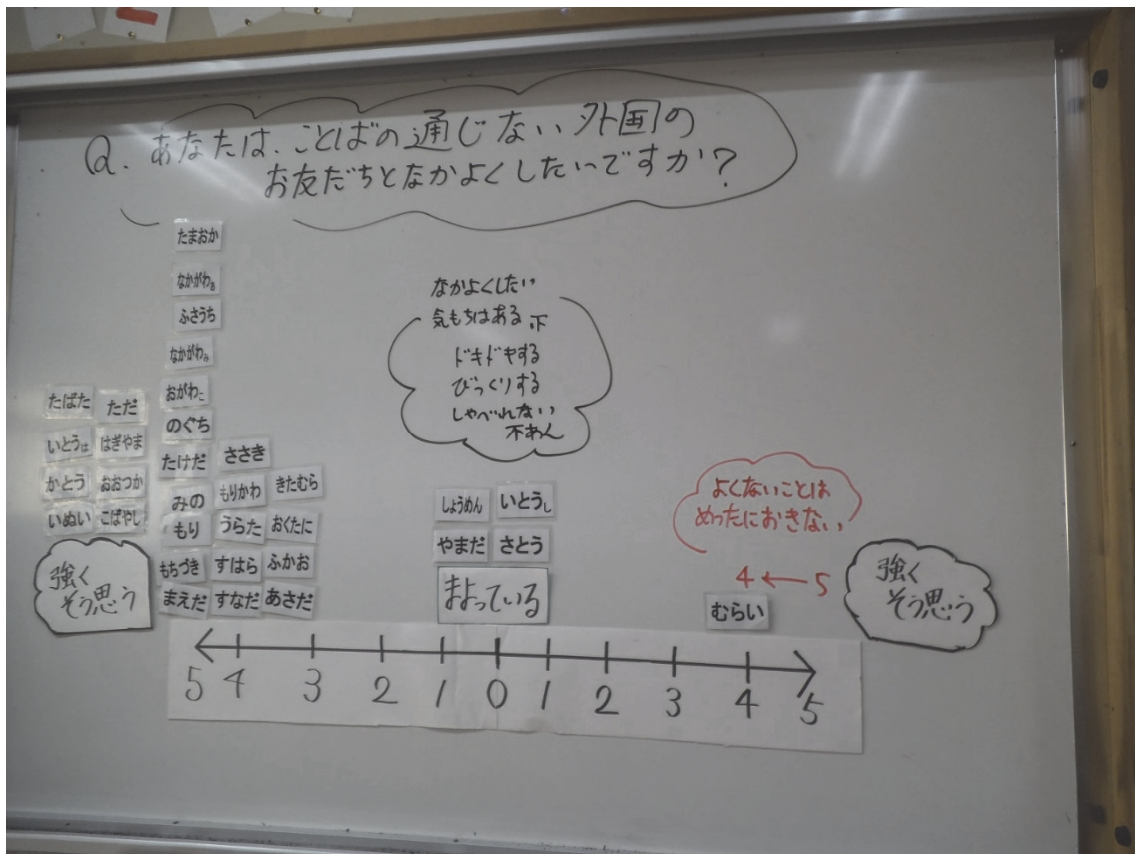 Q. あなたは、ことばの通じない外国の
お友だちとなかよくしたいですか？
たまおか
なかがわる
ふさうち
なかがわみ
おがわこ
のぐち
たけだ
みの
もり
もちづき
まえだ
たばた
ただ
いとうは
はぎやま
かとう
おおつか
いぬい
こばやし
強く
そう思う
ささき
もりかわ
きたむら
うらた
おくたに
すはら
ふかお
すなだ
あさだ
なかよくしたい
気もちはある
ドキドキする
びっくりする
しゃべれない
不あん
しょうめん
いとうし
やまだ
さとう
まよっている
よくないことは
めったにおきない
4 ← 5
むらい
強く
そう思う
5 4 3 2 1 0 1 2 3 4 5